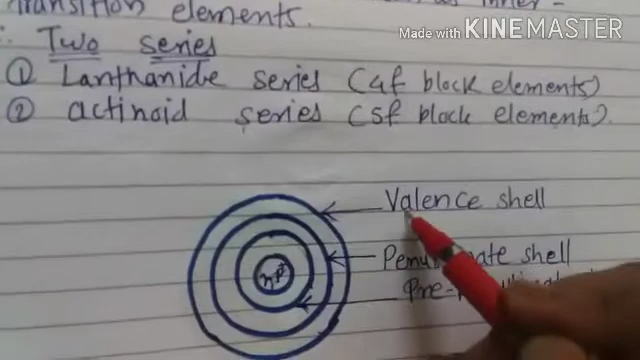 transition elements.
Made with KINEMASTER
Two series
① Lanthanide series (4f block elements)
② actinoid series (5f block elements).
Valence shell
shell
np